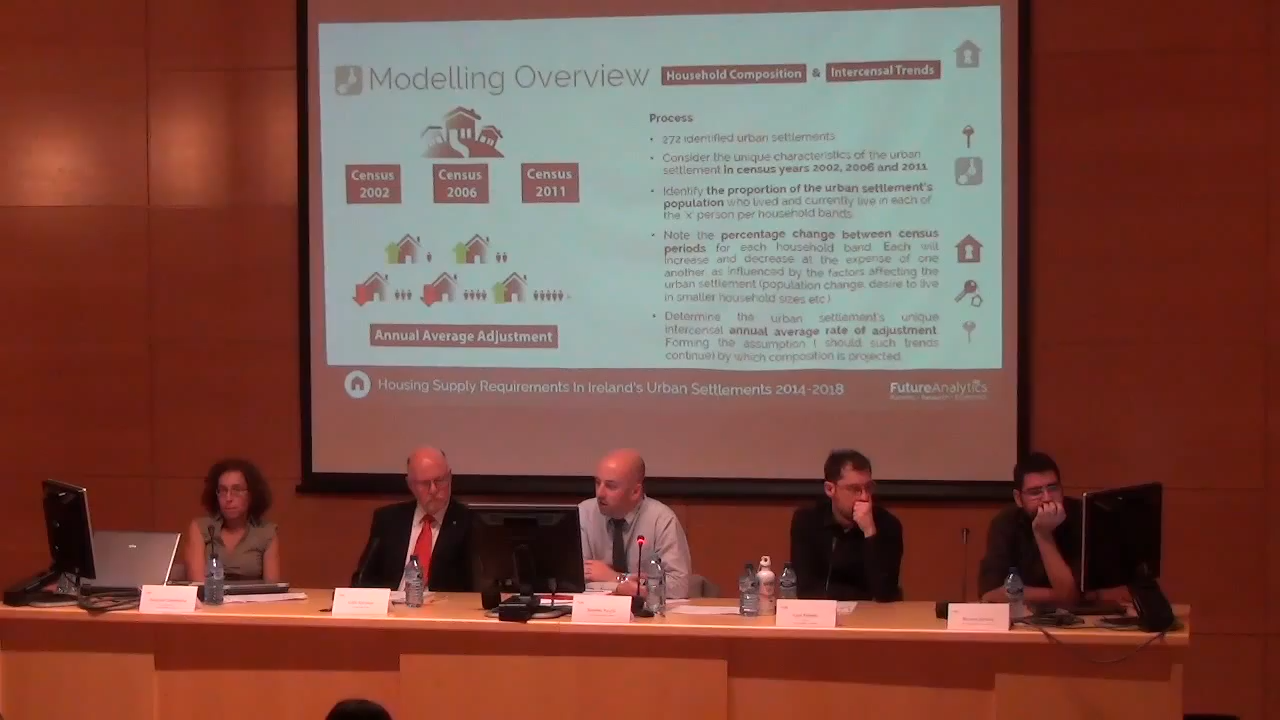 Modelling Overview Household Composition & Intercensal Trends
Census 2002
Census 2006
Census 2011
Annual Average Adjustment
Process
• 272 identified urban settlements
• Consider the unique characteristics of the urban
settlement in census years 2002, 2006 and 2011
• Identify the proportion of the urban settlement's
population who lived and currently live in each of
the 'x' person per household bands.
• Note the percentage change between census
periods for each household band. Each will
increase and decrease at the expense of one
another, as influenced by the factors affecting the
urban settlement (population change, desire to live
in smaller household sizes etc.)
• Determine the urban settlement's unique
intercensal annual average rate of adjustment.
Forming the assumption ( should such trends
continue) by which composition is projected.
Housing Supply Requirements In Ireland's Urban Settlements 2014-2018
FutureAnalytics